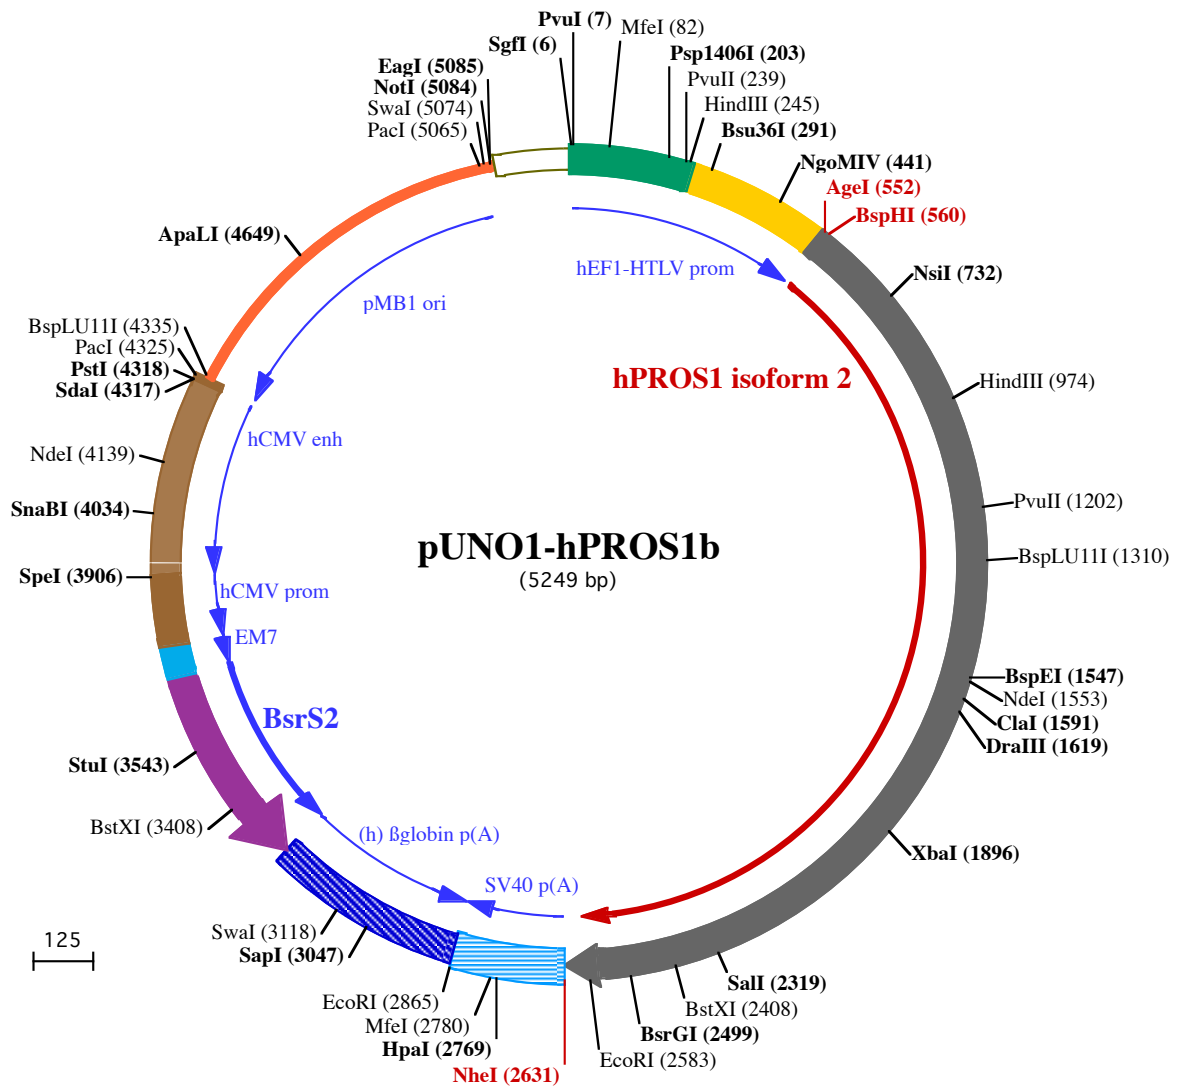 PvuI (7)
MfeI (82)
SgfI (6)
Psp1406I (203)
EagI (5085)
PvuII (239)
NotI (5084)
HindIII (245)
SwaI (5074)
Bsu36I (291)
PacI (5065)
NgoMIV (441)
AgeI (552)
BspHI (560)
ApaLI (4649)
hEF1-HTLV prom
NsiI (732)
pMB1 ori
BspLU11I (4335)
PacI (4325)
PstI (4318)
SdaI (4317)
hPROS1 isoform 2
HindIII (974)
hCMV enh
NdeI (4139)
SnaBI (4034)
PvuII (1202)
pUNO1-hPROS1b
(5249 bp)
BspLU11I (1310)
SpeI (3906)
hCMV prom
EM7
BspEI (1547)
NdeI (1553)
BsrS2
ClaI (1591)
DraIII (1619)
StuI (3543)
BstXI (3408)
(h) ßglobin p(A)
XbaI (1896)
SV40 p(A)
SwaI (3118)
125
SapI (3047)
SalI (2319)
EcoRI (2865)
BstXI (2408)
MfeI (2780)
BsrGI (2499)
HpaI (2769)
EcoRI (2583)
NheI (2631)